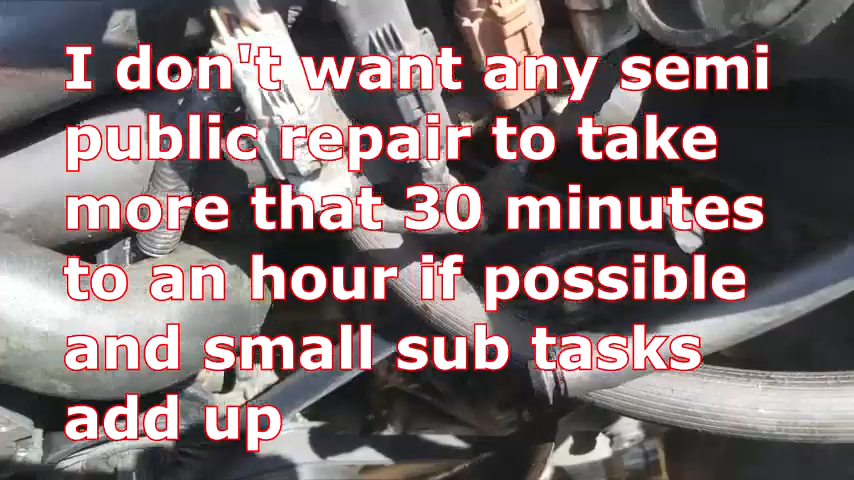 I don't want any semi
public repair to take
more that 30 minutes
to an hour if possible
and small sub tasks
add up